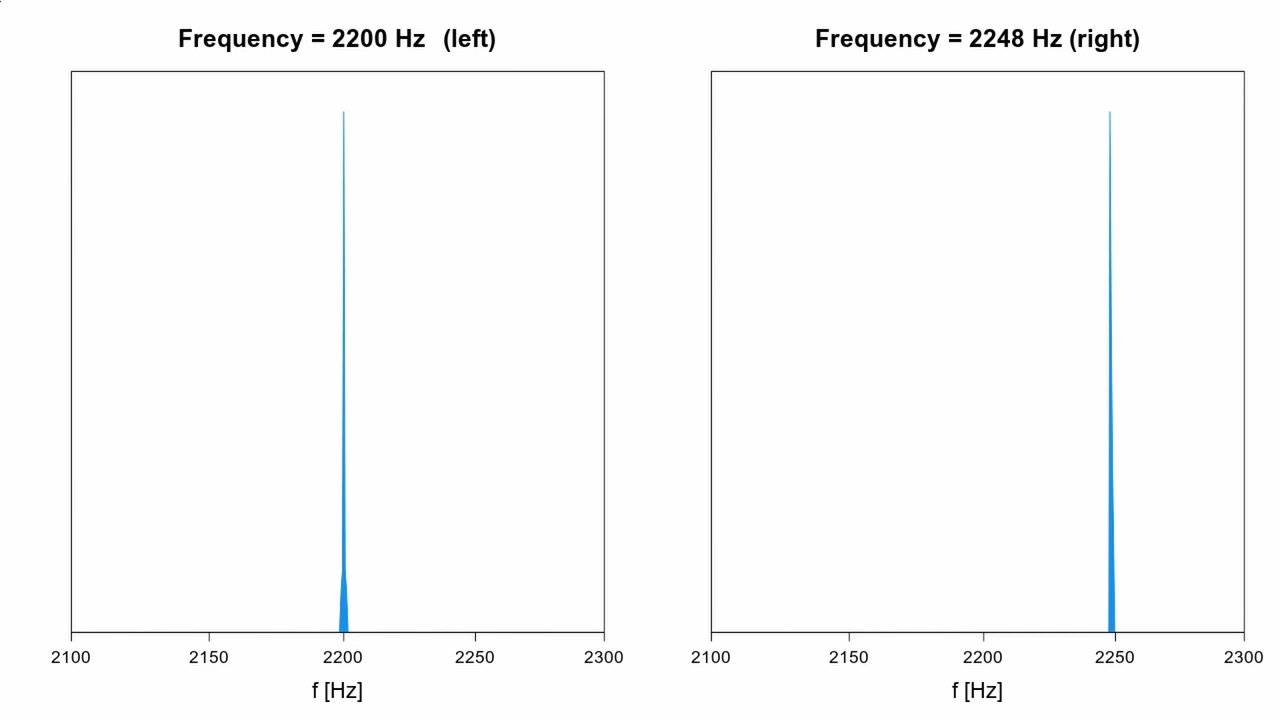 Frequency = 2200 Hz (left)
2100 2150 2200 2250 2300
f [Hz]
Frequency = 2248 Hz (right)
2100 2150 2200 2250 2300
f [Hz]